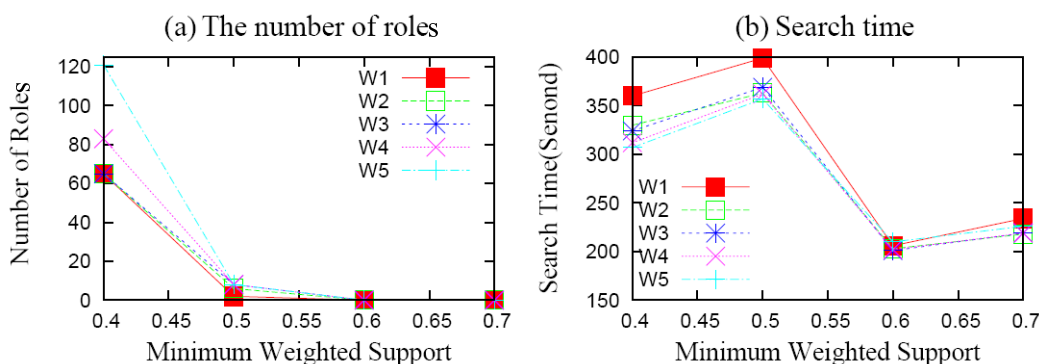 (a) The number of roles
Number of Roles
120
100
80
60
40
20
0
W1
W2
W3
W4
W5
0.4 0.45 0.5 0.55 0.6 0.65 0.7
Minimum Weighted Support
(b) Search time
Search Time(Senond)
400
350
300
250
200
150
W1
W2
W3
W4
W5
0.4 0.45 0.5 0.55 0.6 0.65 0.7
Minimum Weighted Support